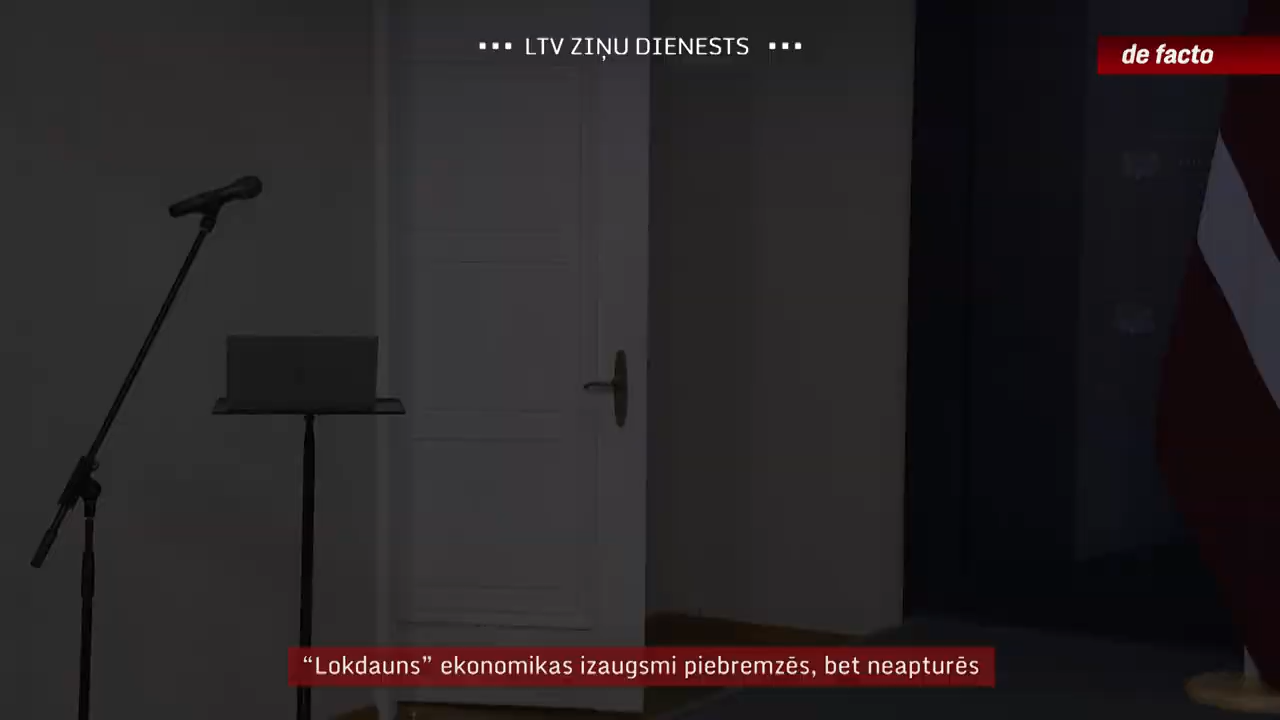 LTV ZIŅU DIENESTS
de facto
“Lokdauns” ekonomikas izaugsmi piebremzēs, bet neapturēs